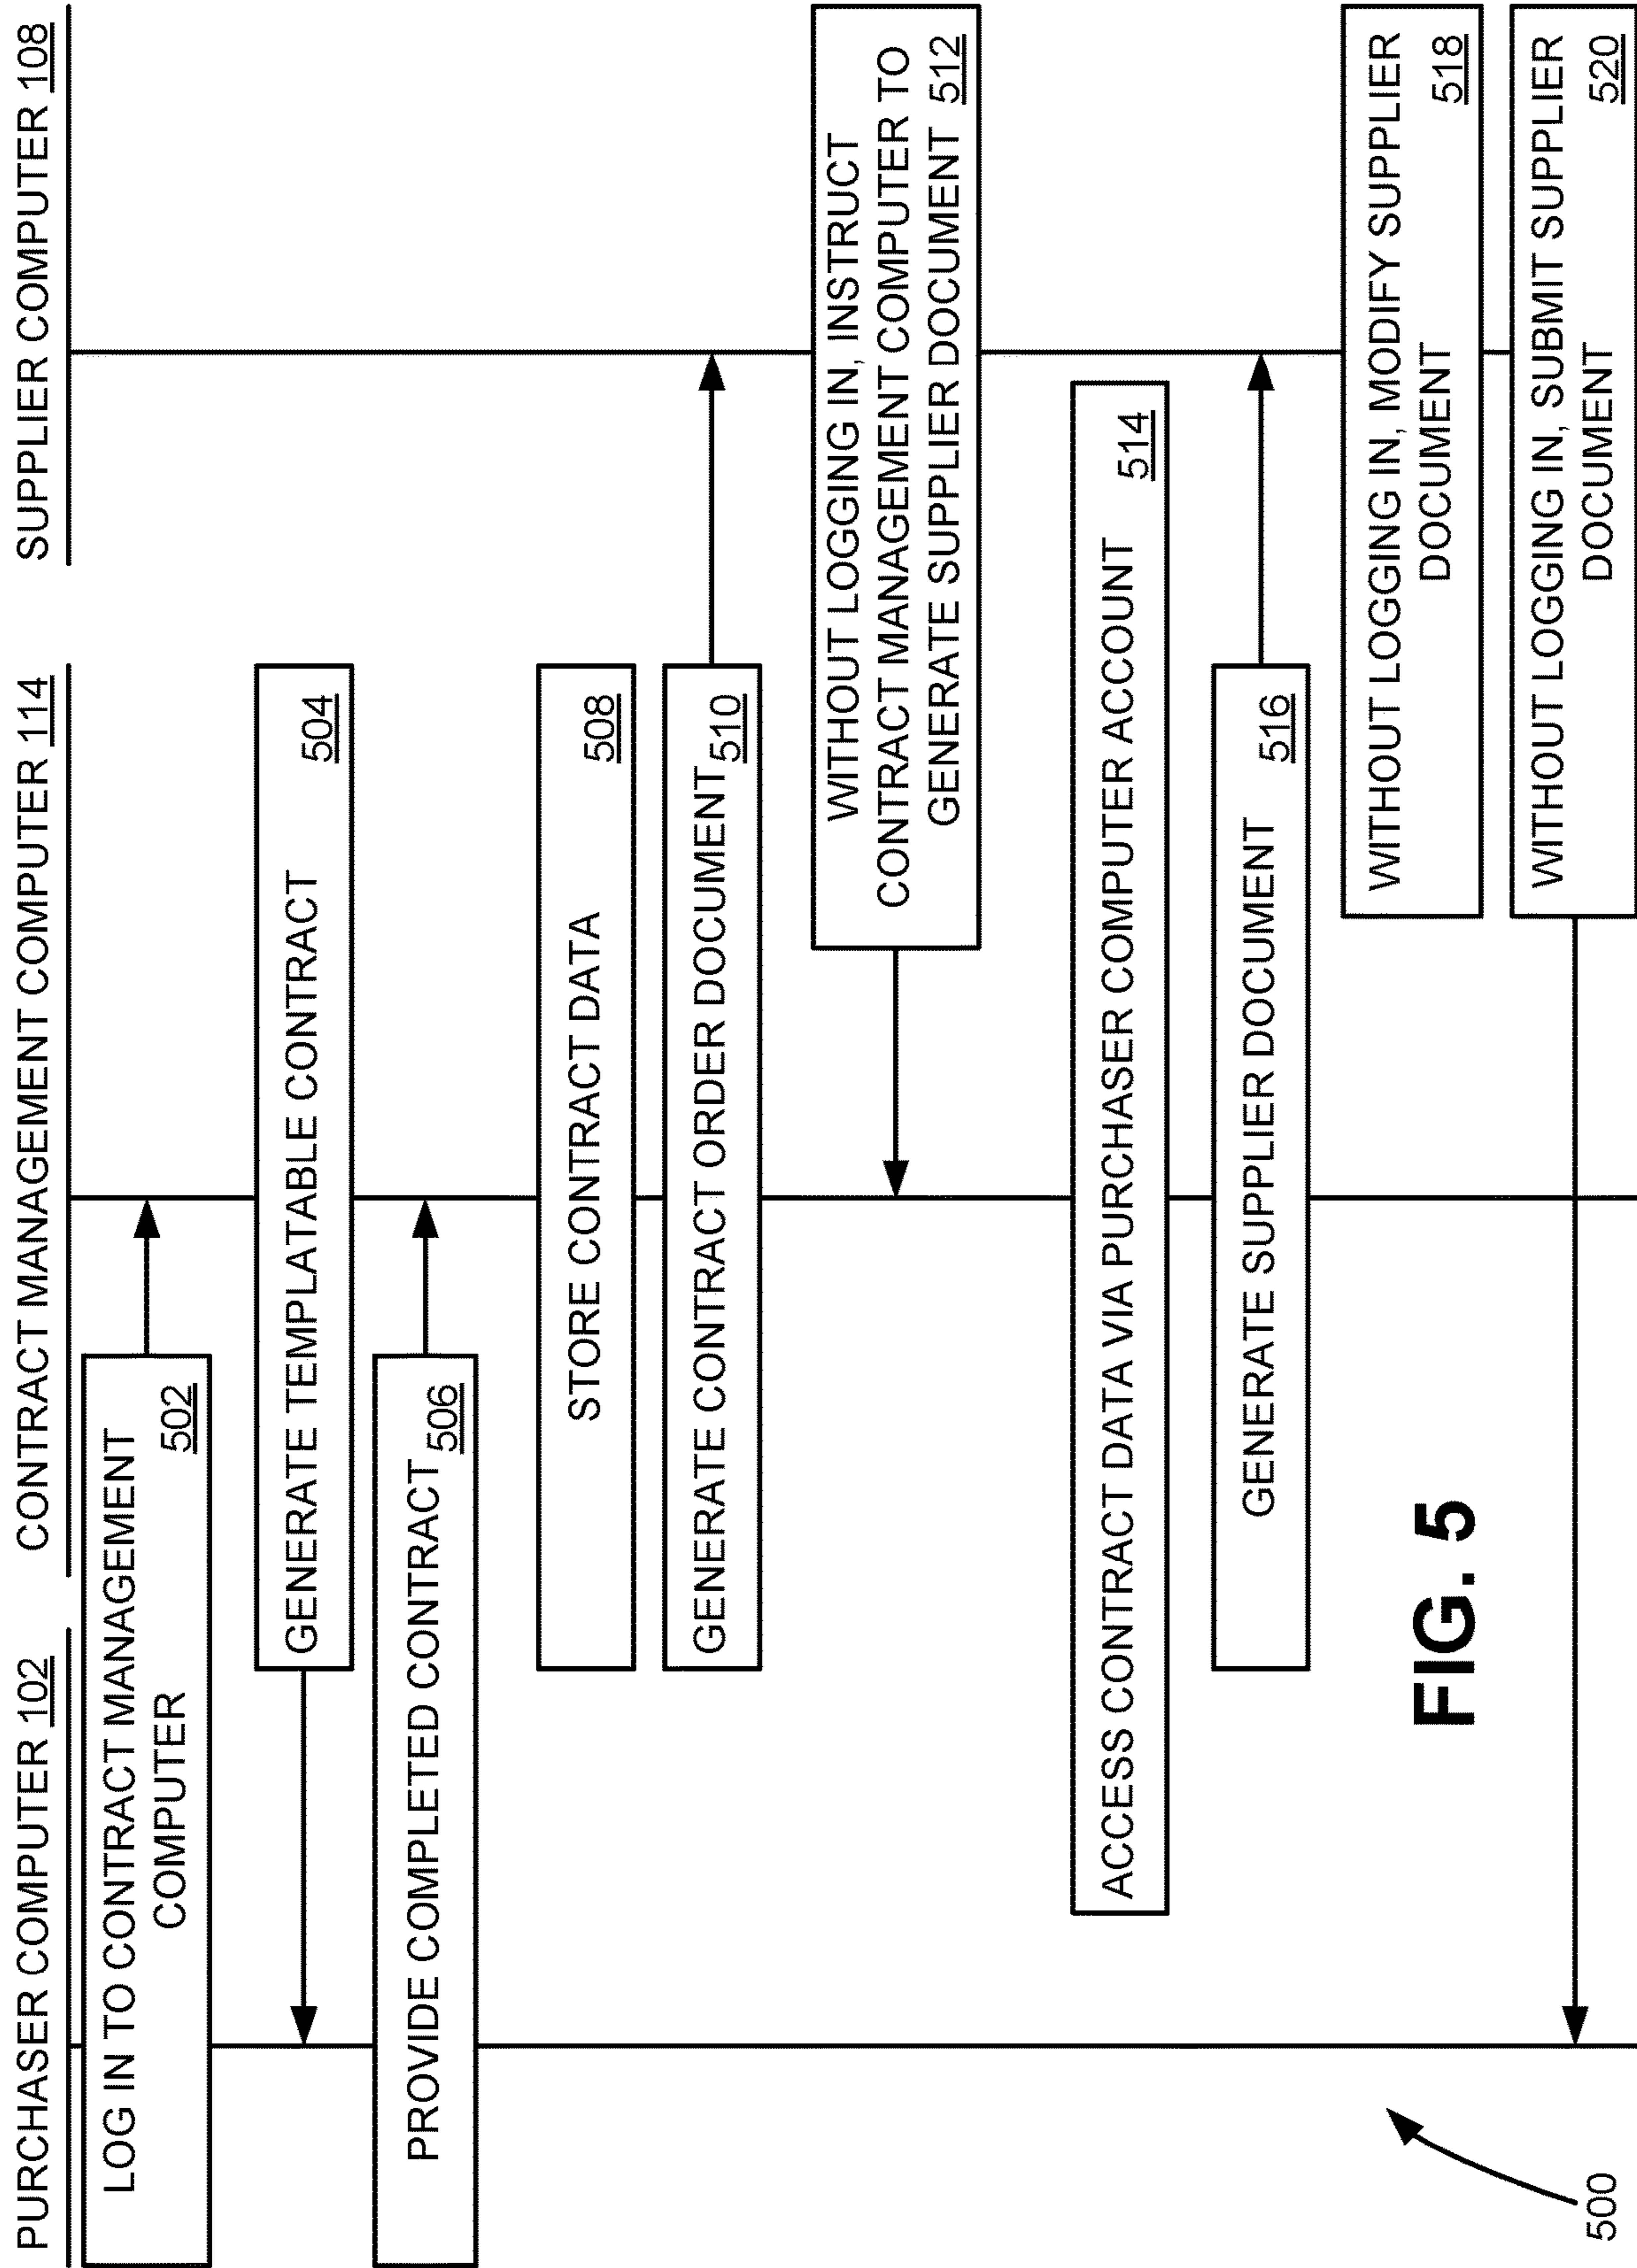 PURCHASER COMPUTER 102
CONTRACT MANAGEMENT COMPUTER 114
SUPPLIER COMPUTER 108
LOG IN TO CONTRACT MANAGEMENT
COMPUTER
502
GENERATE TEMPLATABLE CONTRACT
504
PROVIDE COMPLETED CONTRACT
506
STORE CONTRACT DATA
508
GENERATE CONTRACT ORDER DOCUMENT
510
WITHOUT LOGGING IN, INSTRUCT
CONTRACT MANAGEMENT COMPUTER TO
GENERATE SUPPLIER DOCUMENT 512
ACCESS CONTRACT DATA VIA PURCHASER COMPUTER ACCOUNT
514
GENERATE SUPPLIER DOCUMENT
516
WITHOUT LOGGING IN, MODIFY SUPPLIER
DOCUMENT
518
WITHOUT LOGGING IN, SUBMIT SUPPLIER
DOCUMENT
520
500
FIG. 5